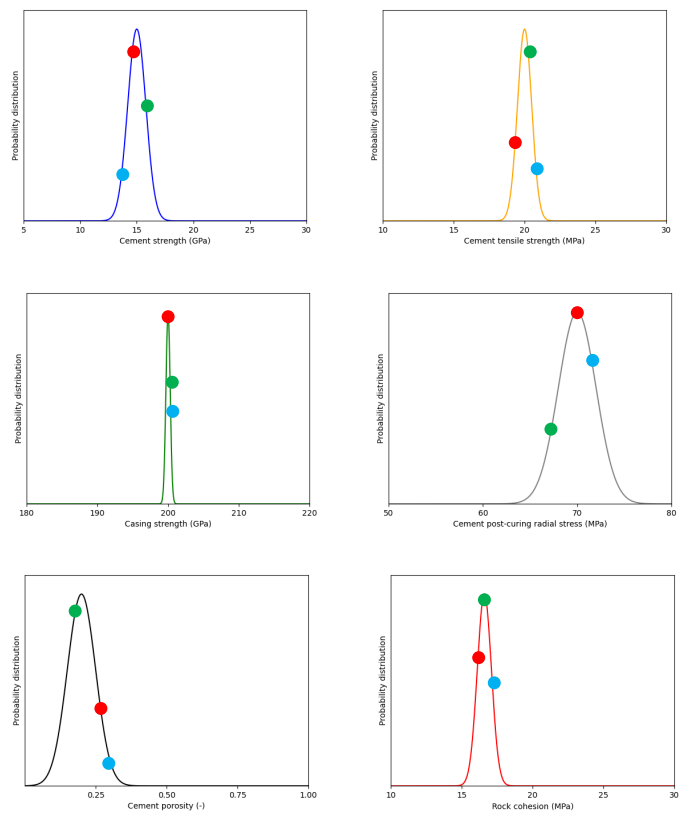 Probability distribution
5 10 15 20 25 30
Cement strength (GPa)
Probability distribution
10 15 20 25 30
Cement tensile strength (MPa)
Probability distribution
180 190 200 210 220
Casing strength (GPa)
Probability distribution
50 60 70 80
Cement post-curing radial stress (MPa)
Probability distribution
0.25 0.50 0.75 1.00
Cement porosity (-)
Probability distribution
10 15 20 25 30
Rock cohesion (MPa)